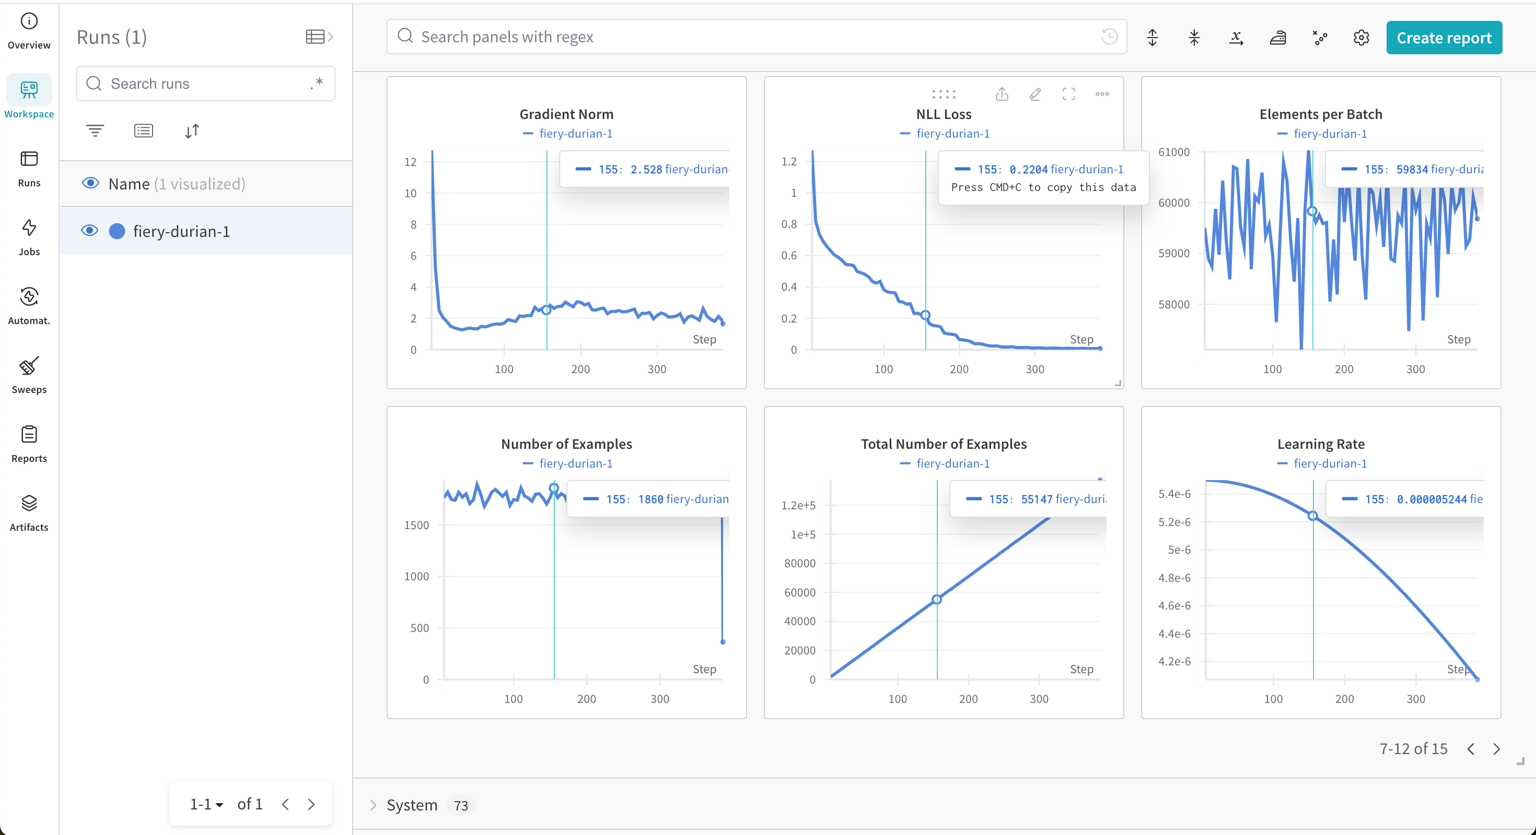 Overview
Workspace
Runs
Jobs
Automat.
Sweeps
Reports
Artifacts
Runs (1)
Search runs
.*
Name (1 visualized)
fiery-durian-1
1-1 of 1
Search panels with regex
Create report
Gradient Norm
fiery-durian-1
155: 2.528 fiery-durian
12
10
8
6
4
2
0
Step
100 200 300
NLL Loss
fiery-durian-1
155: 0.2204 fiery-durian-1
Press CMD+C to copy this data
1.2
1
0.8
0.6
0.4
0.2
0
Step
100 200 300
Elements per Batch
fiery-durian-1
155: 59834 fiery-duria
61000
60000
59000
58000
Step
100 200 300
Number of Examples
fiery-durian-1
155: 1860 fiery-durian
1500
1000
500
0
Step
100 200 300
Total Number of Examples
fiery-durian-1
155: 55147 fiery-duri
1.2e+5
1e+5
80000
60000
40000
20000
0
Step
100 200 300
Learning Rate
fiery-durian-1
155: 0.000005244 fie
5.4e-6
5.2e-6
5e-6
4.8e-6
4.6e-6
4.4e-6
4.2e-6
Step
100 200 300
7-12 of 15
System 73